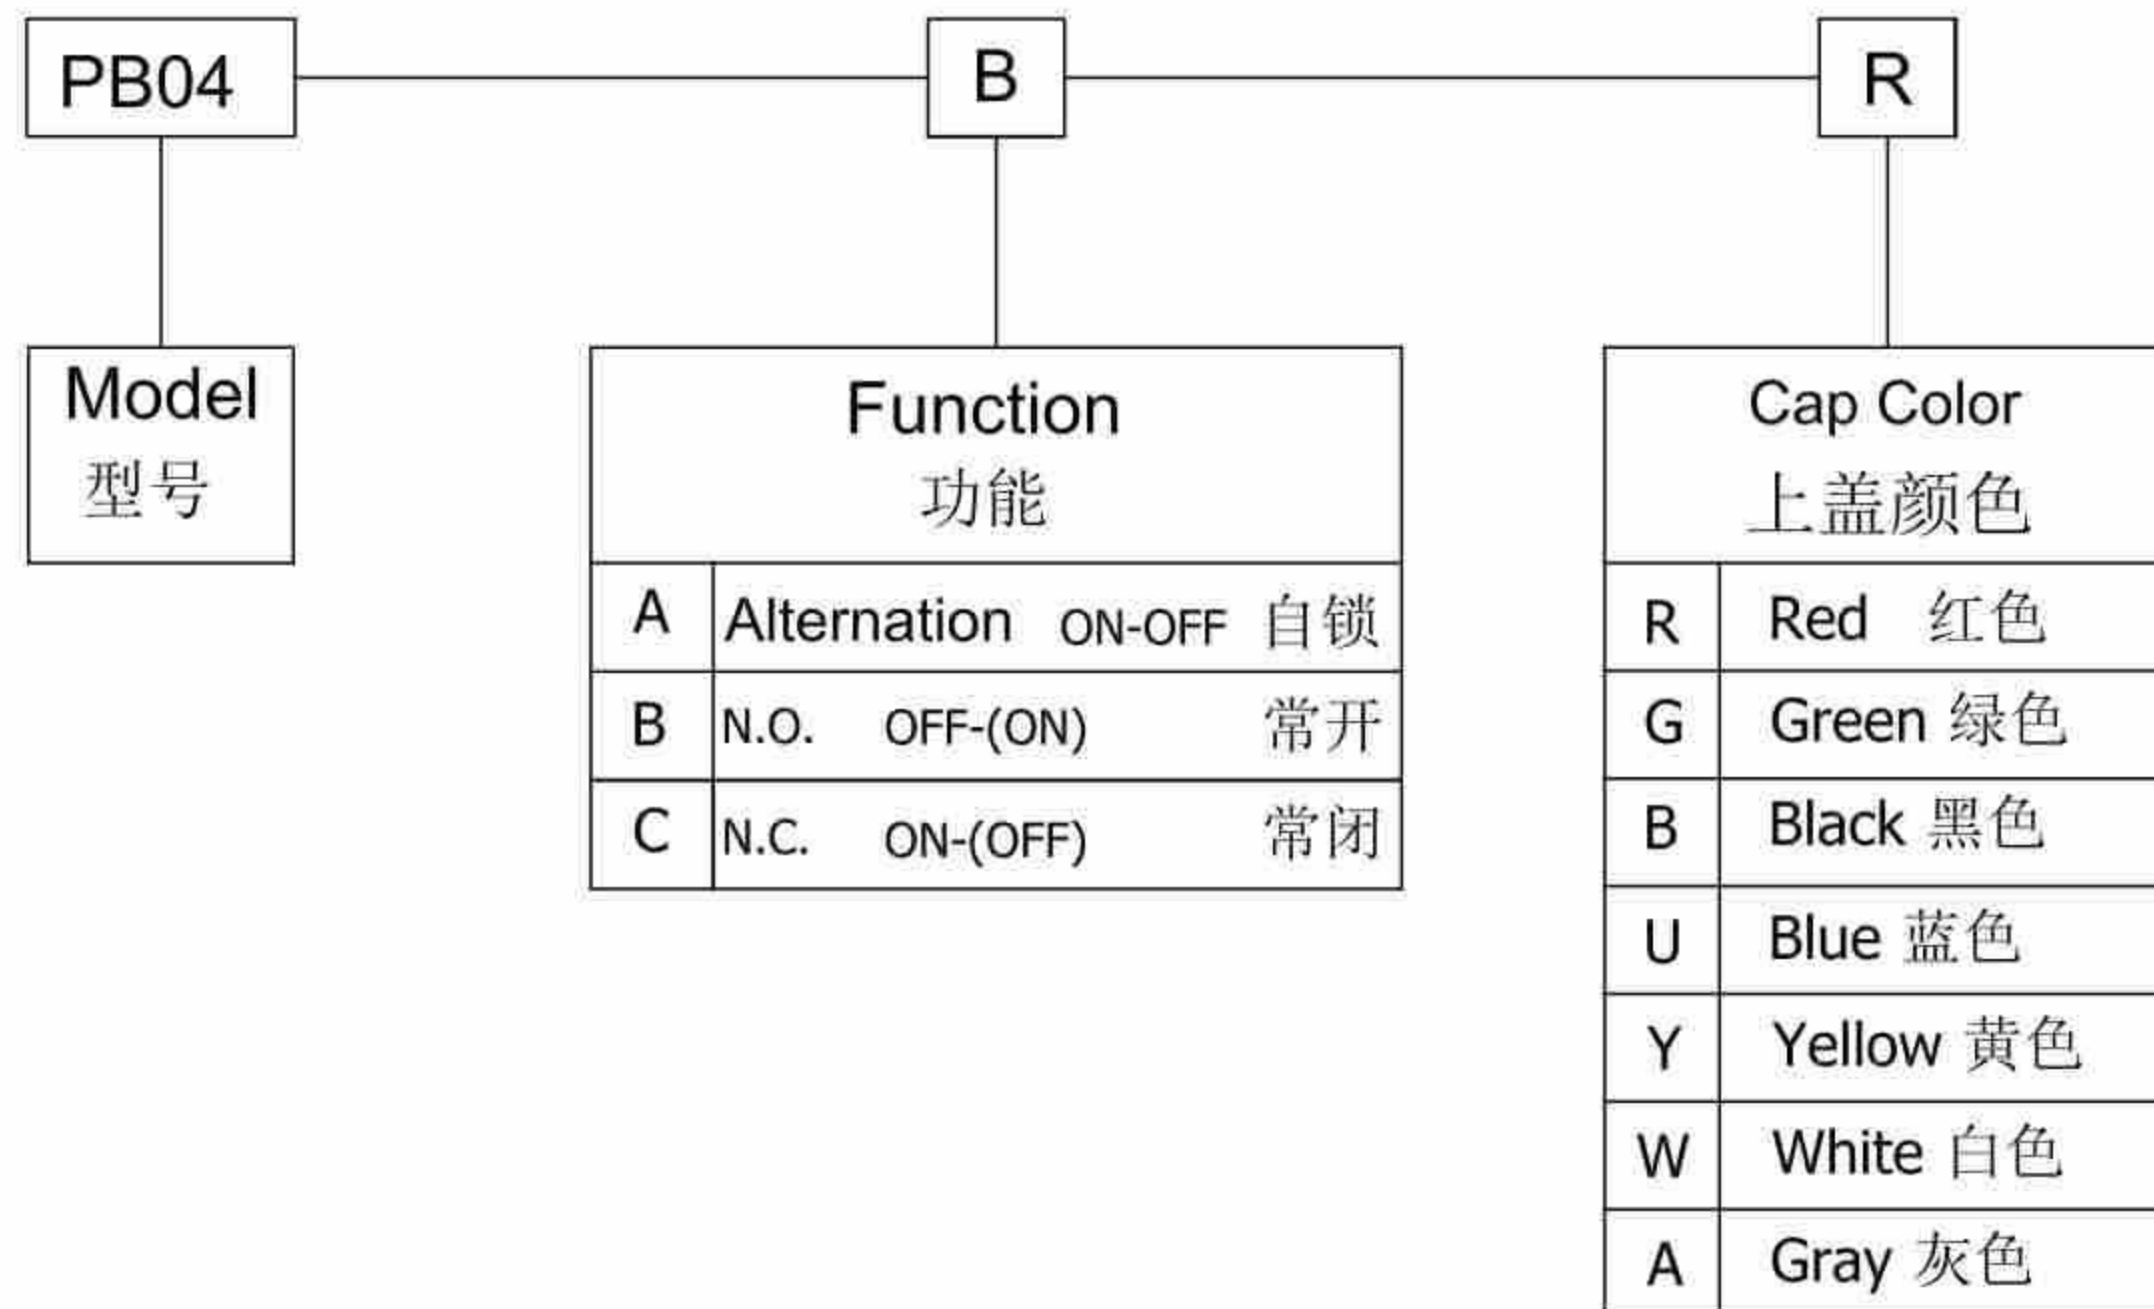 PB04 B R
Model
型号
Function
功能
A Alternation ON-OFF 自锁
B N.O. OFF-(ON) 常开
C N.C. ON-(OFF) 常闭
Cap Color
上盖颜色
R Red 红色
G Green 绿色
B Black 黑色
U Blue 蓝色
Y Yellow 黄色
W White 白色
A Gray 灰色